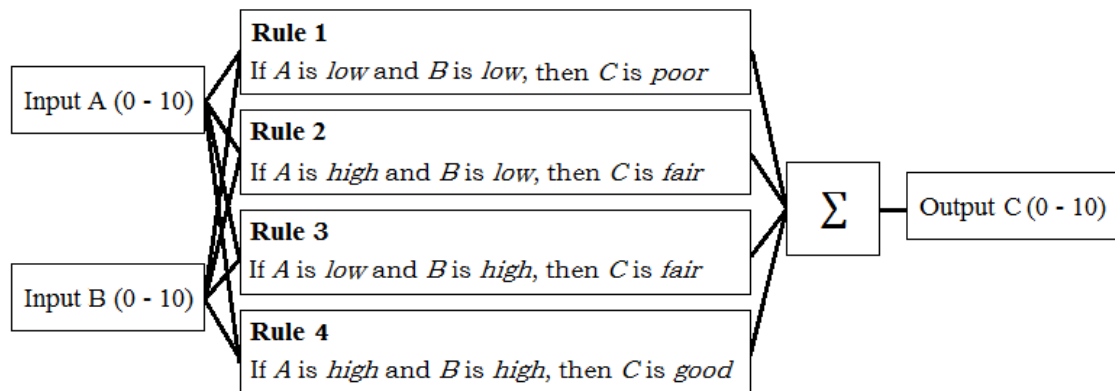 Input A (0 - 10)
Input B (0 - 10)
Rule 1
If A is low and B is low, then C is poor
Rule 2
If A is high and B is low, then C is fair
Rule 3
If A is low and B is high, then C is fair
Rule 4
If A is high and B is high, then C is good
∑
Output C (0 - 10)